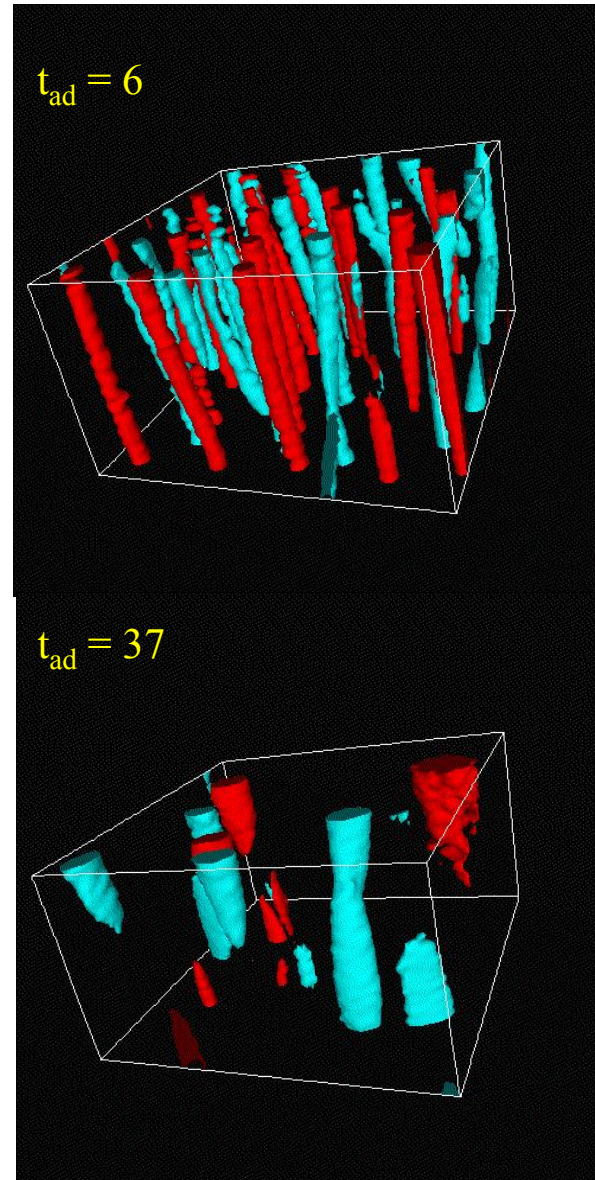 t_ad = 6
t_ad = 37